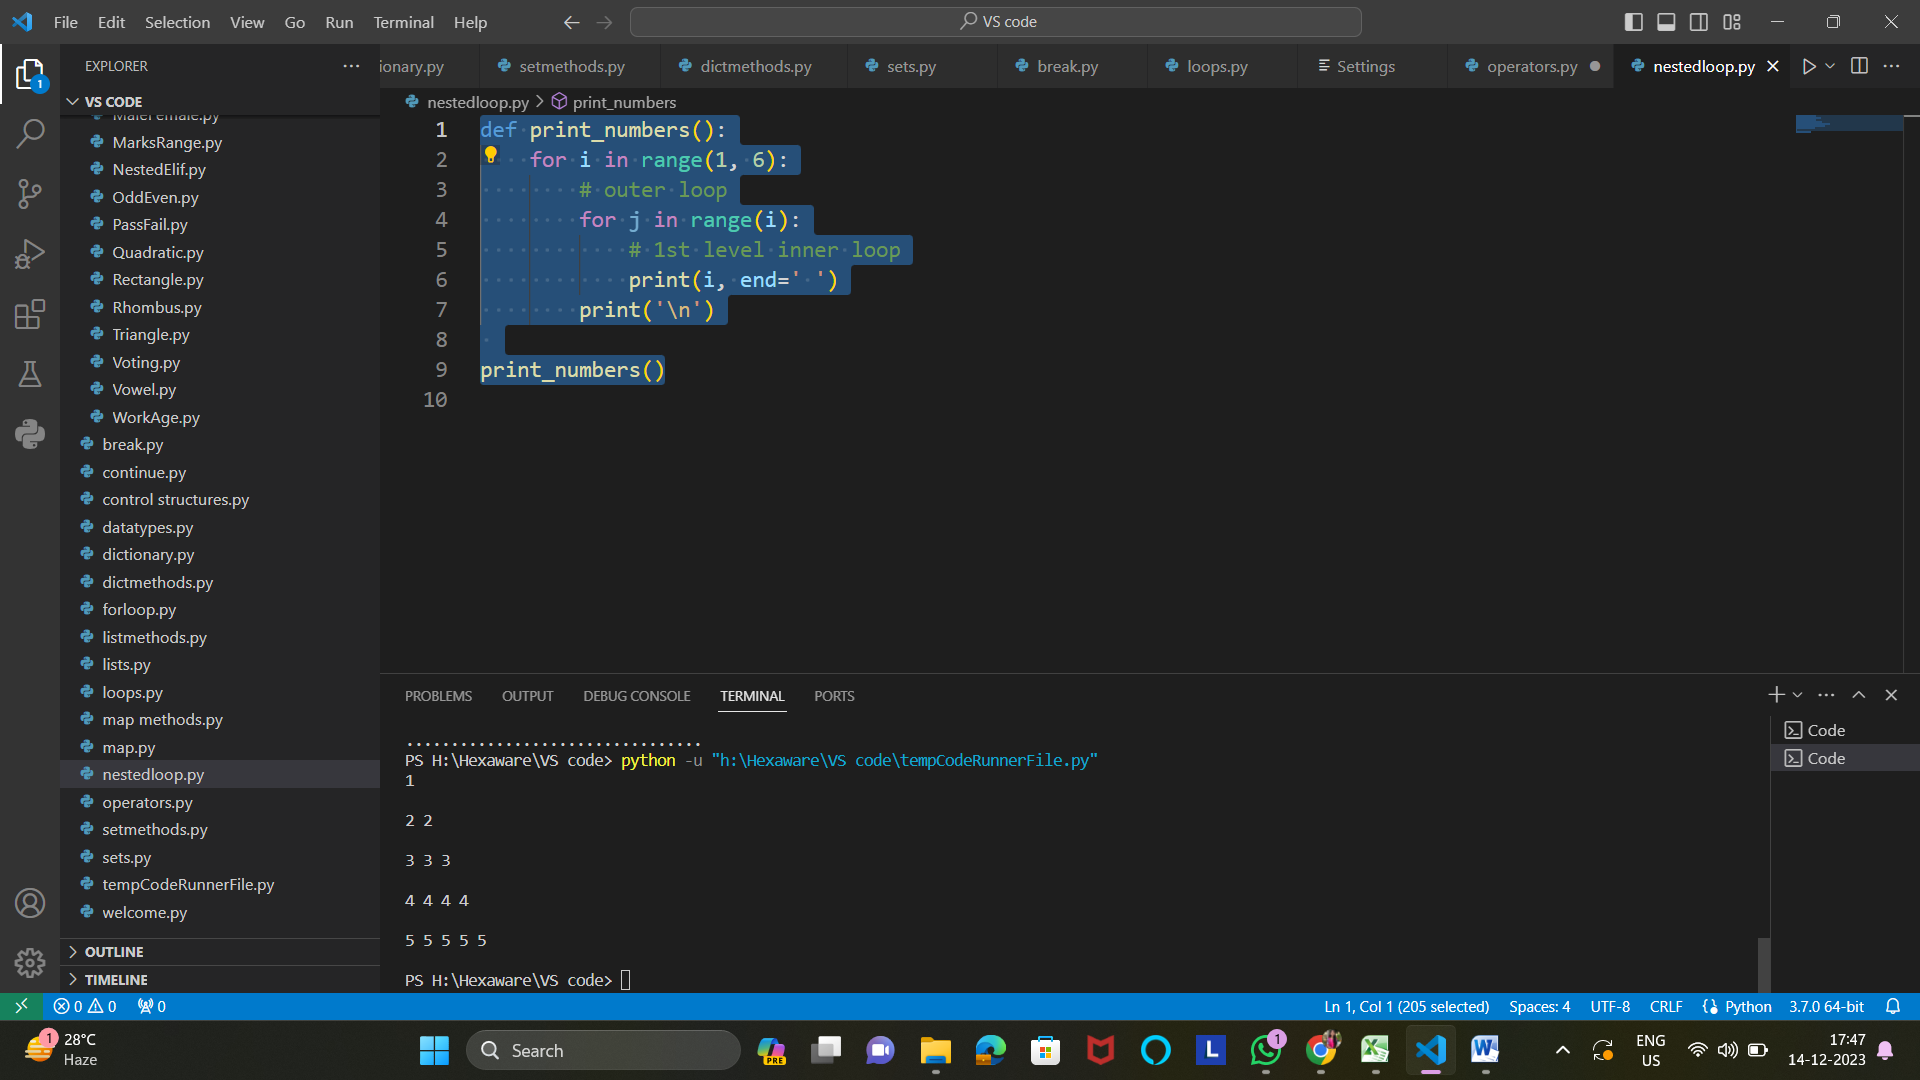 File Edit Selection View Go Run Terminal Help
VS code
EXPLORER
ionary.py setmethods.py dictmethods.py sets.py break.py loops.py Settings operators.py nestedloop.py
1
VS CODE
nestedloop.py > print_numbers
MaleFemale.py
MarksRange.py
NestedElif.py
OddEven.py
PassFail.py
Quadratic.py
Rectangle.py
Rhombus.py
Triangle.py
Voting.py
Vowel.py
WorkAge.py
break.py
continue.py
control structures.py
datatypes.py
dictionary.py
dictmethods.py
forloop.py
listmethods.py
lists.py
loops.py
map methods.py
map.py
nestedloop.py
operators.py
setmethods.py
sets.py
tempCodeRunnerFile.py
welcome.py
OUTLINE
TIMELINE
1 def print_numbers():
2     for i in range(1, 6):
3         # outer loop
4         for j in range(i):
5             # 1st level inner loop
6             print(i, end=' ')
7         print('\n')
8
9 print_numbers()
10
PROBLEMS OUTPUT DEBUG CONSOLE TERMINAL PORTS
.................................
PS H:\Hexaware\VS code> python -u "h:\Hexaware\VS code\tempCodeRunnerFile.py"
1
2 2
3 3 3
4 4 4 4
5 5 5 5 5
PS H:\Hexaware\VS code>
Code
Code
0 0 0
Ln 1, Col 1 (205 selected) Spaces: 4 UTF-8 CRLF {} Python 3.7.0 64-bit
1
28°C
Haze
Search
PRE
L
1
W
ENG
US
17:47
14-12-2023